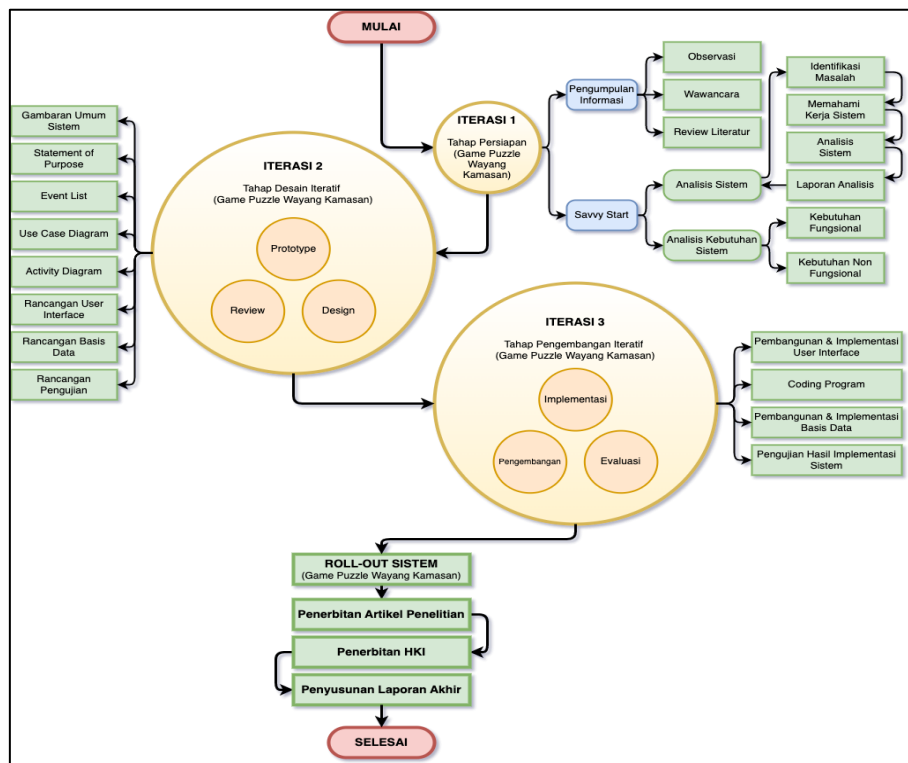 MULAI
ITERASI 1
Tahap Persiapan
(Game Puzzle
Wayang
Kamasan)
Pengumpulan
Informasi
Observasi
Wawancara
Review Literatur
Savvy Start
Analisis Sistem
Identifikasi
Masalah
Memahami
Kerja Sistem
Analisis
Sistem
Laporan Analisis
Analisis Kebutuhan
Sistem
Kebutuhan
Fungsional
Kebutuhan Non
Fungsional
ITERASI 2
Tahap Desain Iteratif
(Game Puzzle Wayang Kamasan)
Prototype
Review
Design
Gambaran Umum
Sistem
Statement of
Purpose
Event List
Use Case Diagram
Activity Diagram
Rancangan User
Interface
Rancangan Basis
Data
Rancangan
Pengujian
ITERASI 3
Tahap Pengembangan Iteratif
(Game Puzzle Wayang Kamasan)
Implementasi
Pengembangan
Evaluasi
Pembangunan & Implementasi
User Interface
Coding Program
Pembangunan & Implementasi
Basis Data
Pengujian Hasil Implementasi
Sistem
ROLL-OUT SISTEM
(Game Puzzle Wayang Kamasan)
Penerbitan Artikel Penelitian
Penerbitan HKI
Penyusunan Laporan Akhir
SELESAI